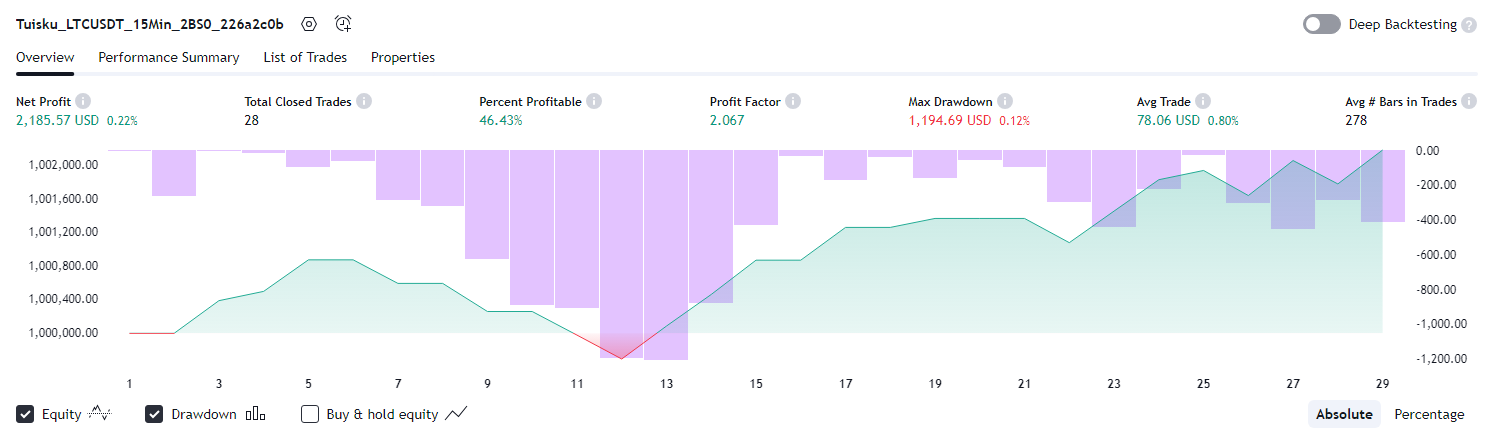 Tuisku_LTCUSDT_15Min_2BS0_226a2c0b
Deep Backtesting
Overview Performance Summary List of Trades Properties
Net Profit Total Closed Trades Percent Profitable Profit Factor Max Drawdown Avg Trade Avg # Bars in Trades
2,185.57 USD 0.22% 28 46.43% 2.067 1,194.69 USD 0.12% 78.06 USD 0.80% 278
1,002,000.00
1,001,600.00
1,001,200.00
1,000,800.00
1,000,400.00
1,000,000.00
0.00
-200.00
-400.00
-600.00
-800.00
-1,000.00
-1,200.00
1 3 5 7 9 11 13 15 17 19 21 23 25 27 29
Equity Drawdown Buy & hold equity Absolute Percentage